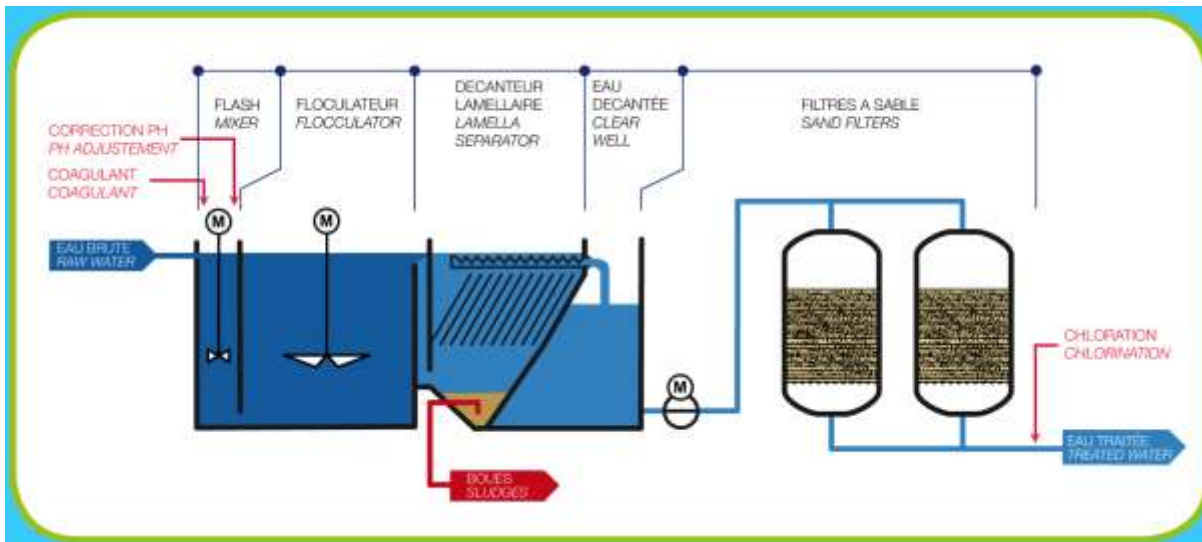 FLASH
MIXER
FLOCULATEUR
FLOCCULATOR
DECANTEUR
LAMELLAIRE
LAMELLA
SEPARATOR
EAU
DECANTÉE
CLEAR
WELL
FILTRES A SABLE
SAND FILTERS
CORRECTION PH
PH ADJUSTEMENT
COAGULANT
COAGULANT
M
M
EAU BRUTE
RAW WATER
M
CHLORATION
CHLORINATION
EAU TRAITÉE
TREATED WATER
BOUES
SLUDGES